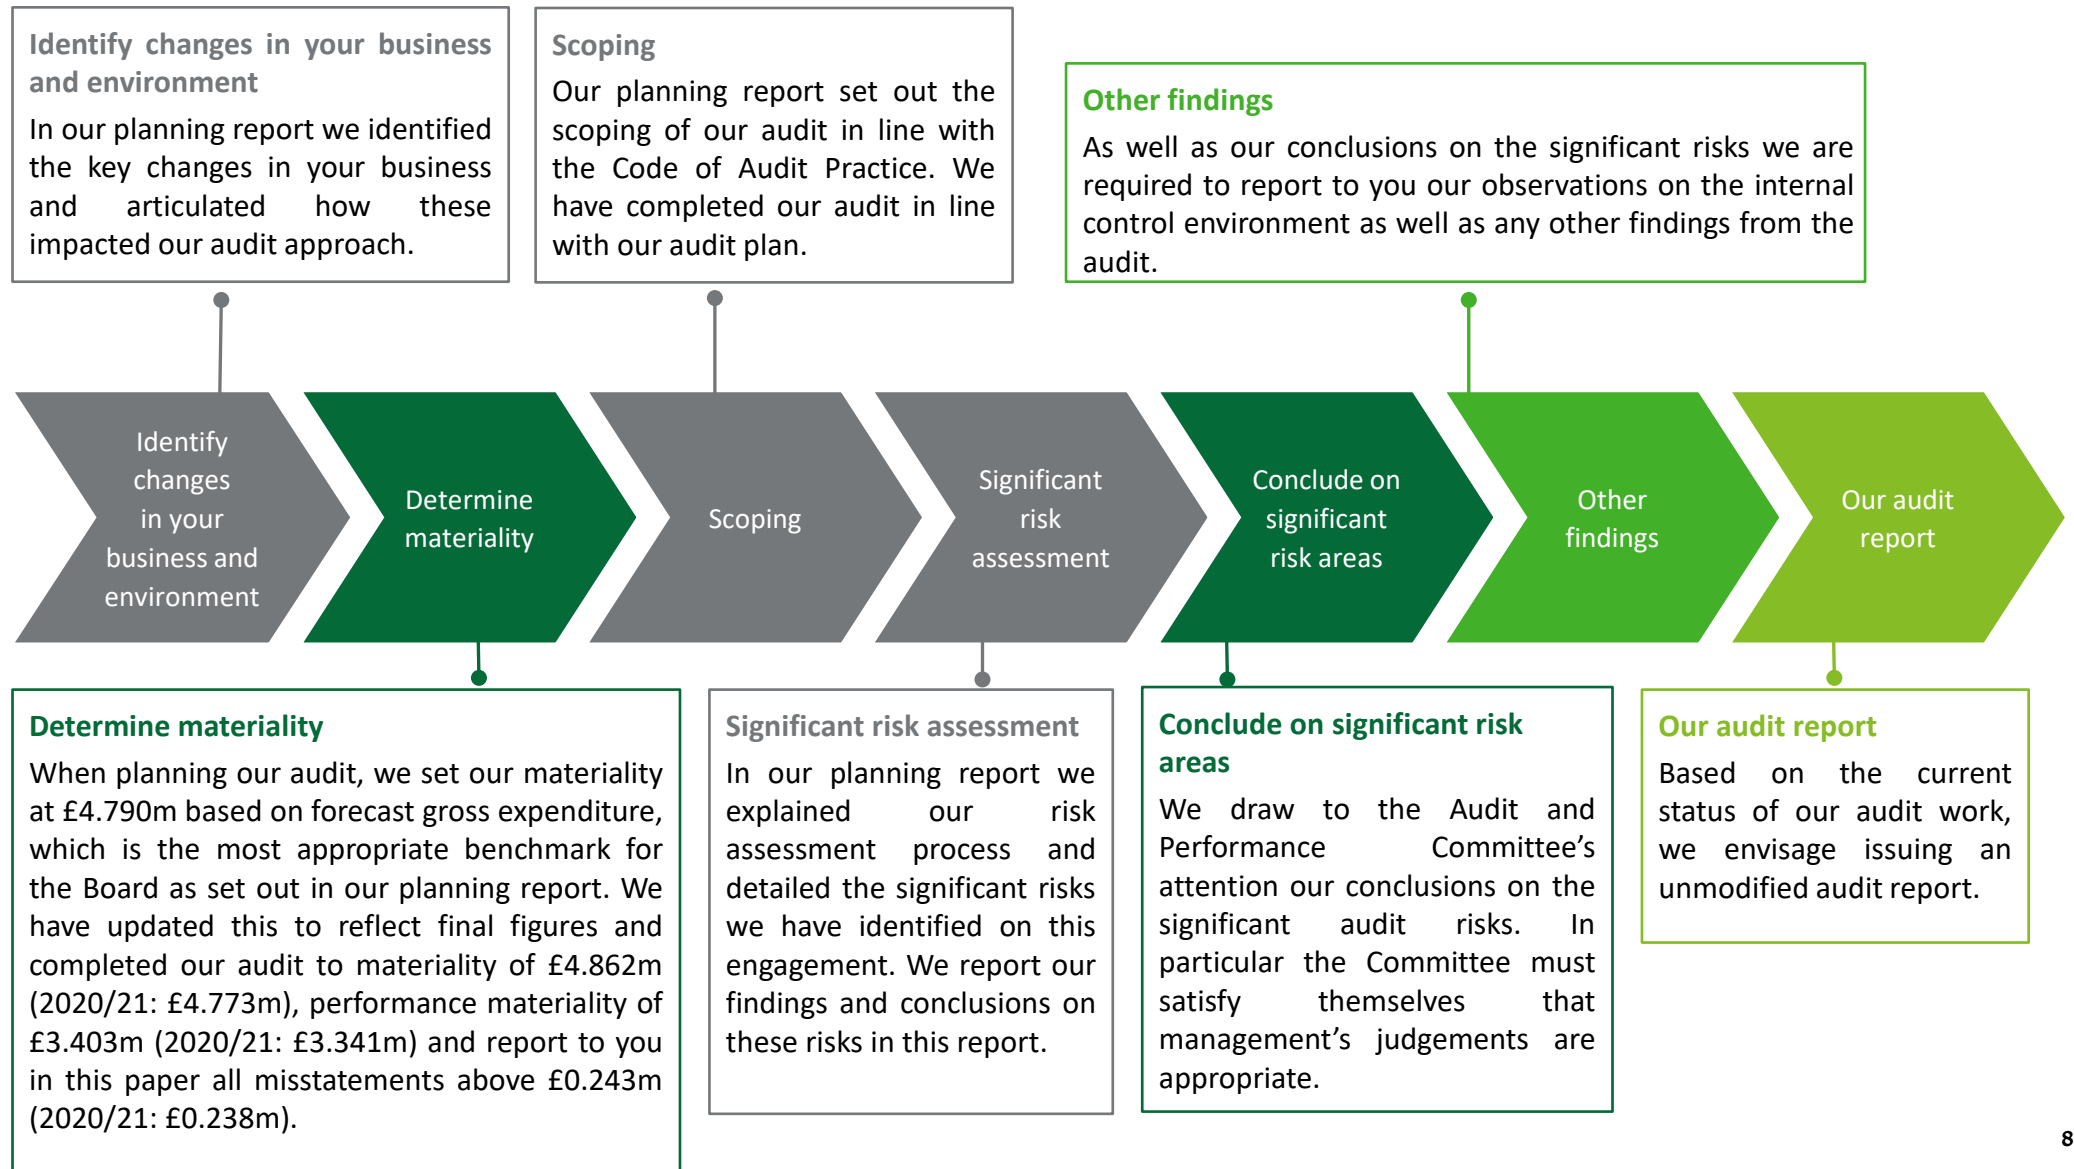 Identify changes in your business
and environment
In our planning report we identified
the key changes in your business
and articulated how these
impacted our audit approach.
Scoping
Our planning report set out the
scoping of our audit in line with
the Code of Audit Practice. We
have completed our audit in line
with our audit plan.
Other findings
As well as our conclusions on the significant risks we are
required to report to you our observations on the internal
control environment as well as any other findings from the
audit.
Identify
changes
in your
business and
environment
Determine
materiality
Scoping
Significant
risk
assessment
Conclude on
significant
risk areas
Other
findings
Our audit
report
Determine materiality
When planning our audit, we set our materiality
at £4.790m based on forecast gross expenditure,
which is the most appropriate benchmark for
the Board as set out in our planning report. We
have updated this to reflect final figures and
completed our audit to materiality of £4.862m
(2020/21: £4.773m), performance materiality of
£3.403m (2020/21: £3.341m) and report to you
in this paper all misstatements above £0.243m
(2020/21: £0.238m).
Significant risk assessment
In our planning report we
explained our risk
assessment process and
detailed the significant risks
we have identified on this
engagement. We report our
findings and conclusions on
these risks in this report.
Conclude on significant risk
areas
We draw to the Audit and
Performance Committee’s
attention our conclusions on the
significant audit risks. In
particular the Committee must
satisfy themselves that
management’s judgements are
appropriate.
Our audit report
Based on the current
status of our audit work,
we envisage issuing an
unmodified audit report.
8